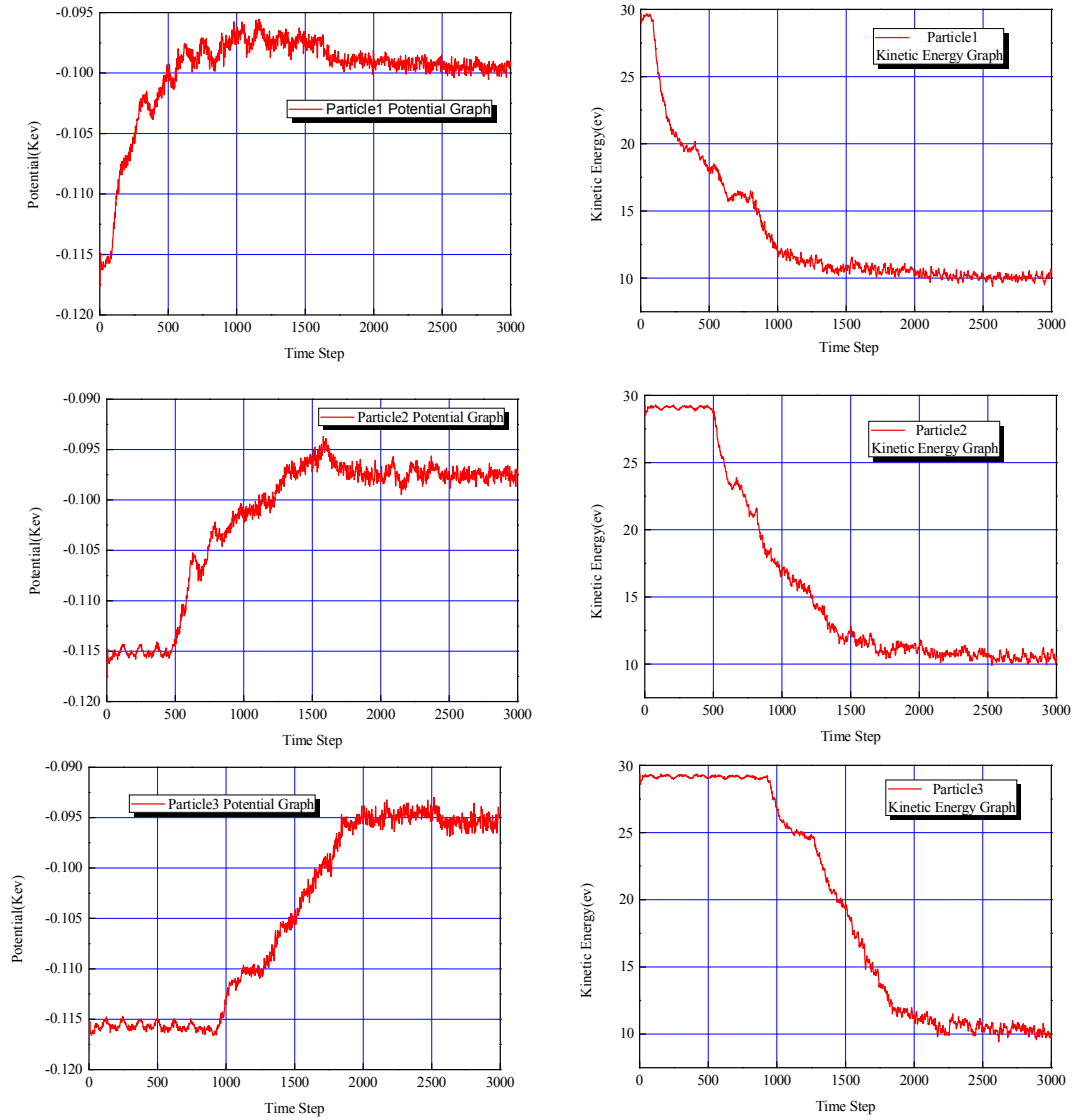 -0.095
-0.100
-0.105
-0.110
-0.115
-0.120
Potential(Kev)
Particle1 Potential Graph
0 500 1000 1500 2000 2500 3000
Time Step
30
25
20
15
10
Kinetic Energy(ev)
Particle1
Kinetic Energy Graph
0 500 1000 1500 2000 2500 3000
Time Step
-0.090
-0.095
-0.100
-0.105
-0.110
-0.115
-0.120
Potential(Kev)
Particle2 Potential Graph
0 500 1000 1500 2000 2500 3000
Time Step
30
25
20
15
10
Kinetic Energy(ev)
Particle2
Kinetic Energy Graph
0 500 1000 1500 2000 2500 3000
Time Step
-0.090
-0.095
-0.100
-0.105
-0.110
-0.115
-0.120
Potential(Kev)
Particle3 Potential Graph
0 500 1000 1500 2000 2500 3000
Time Step
30
25
20
15
10
Kinetic Energy(ev)
Particle3
Kinetic Energy Graph
0 500 1000 1500 2000 2500 3000
Time Step